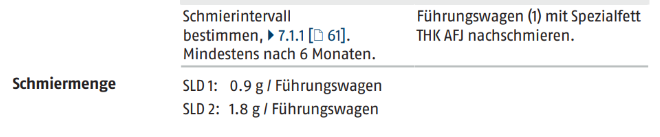 Schmierintervall
bestimmen, ▶ 7.1.1 [🗋 61].
Mindestens nach 6 Monaten.
Führungswagen (1) mit Spezialfett
THK AFJ nachschmieren.
Schmiermenge
SLD 1: 0.9 g / Führungswagen
SLD 2: 1.8 g / Führungswagen